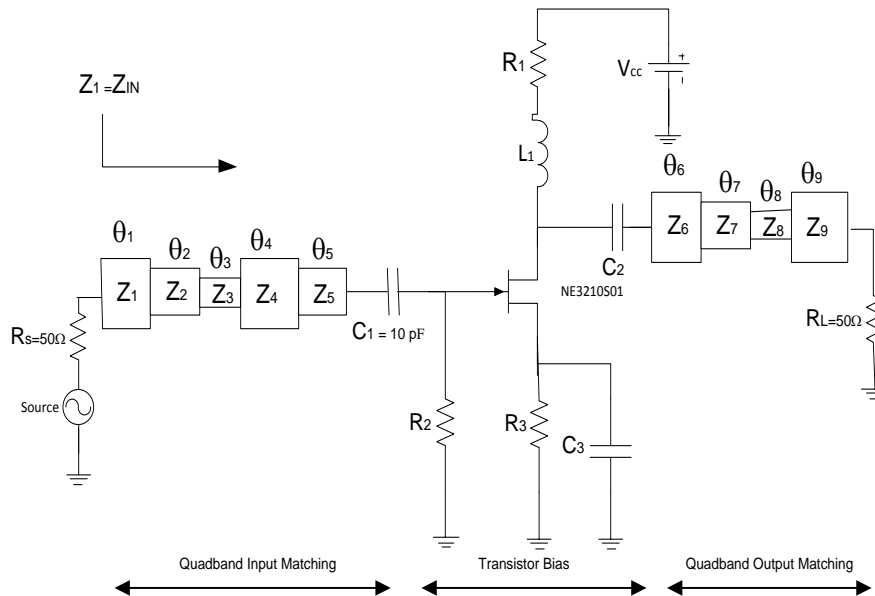 R1
Vcc
+
-
Z1 =ZIN
L1
θ6
θ7
θ8
θ9
θ1
θ2
θ3
θ4
θ5
Z6
Z7
Z8
Z9
C2
NE3210S01
Z1
Z2
Z3
Z4
Z5
C1 = 10 pF
RS=50Ω
RL=50Ω
Source
R2
R3
C3
Quadband Input Matching
Transistor Bias
Quadband Output Matching